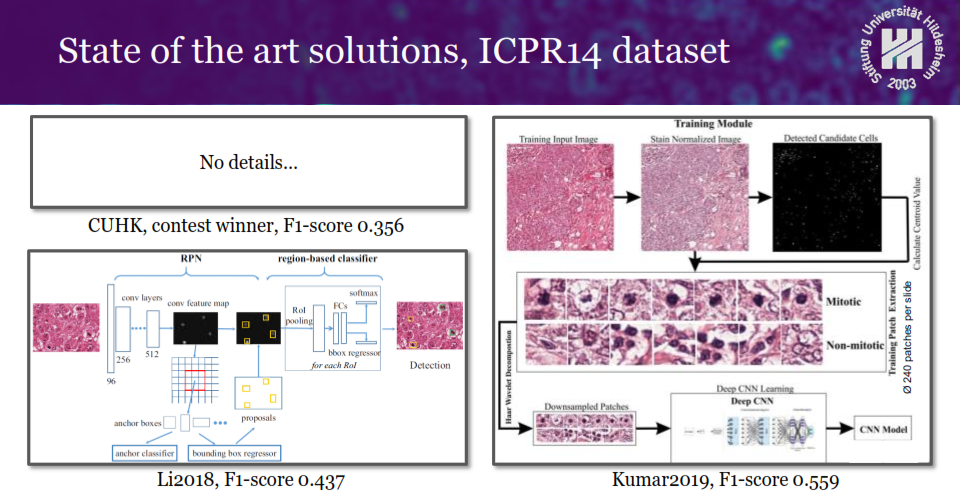 State of the art solutions, ICPR14 dataset
Stiftung Universität Hildesheim
2003
No details...
CUHK, contest winner, F1-score 0.356
RPN
region-based classifier
conv layers
conv feature map
softmax
RoI
pooling
FCs
bbox regressor
for each RoI
256
512
96
Detection
anchor boxes
proposals
anchor classifier
bounding box regressor
Li2018, F1-score 0.437
Training Module
Training Input Image
Stain Normalized Image
Detected Candidate Cells
Calculate Centroid Value
Mitotic
Non-mitotic
Training Patch Extraction
Ø 240 patches per slide
Haar Wavelet Decomposition
Downsampled Patches
Deep CNN Learning
Deep CNN
CNN Model
Kumar2019, F1-score 0.559